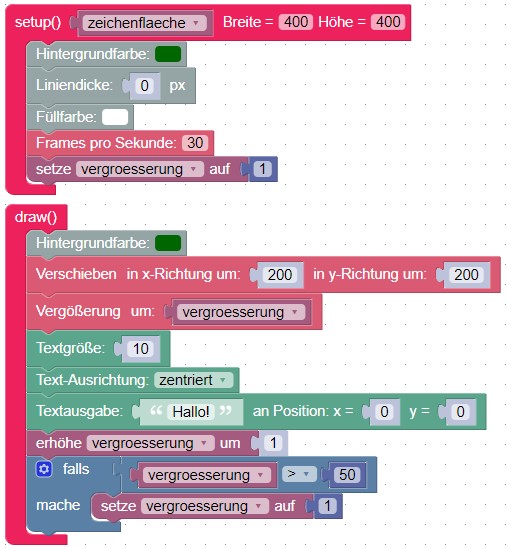 setup() zeichenflaeche Breite = 400 Höhe = 400
Hintergrundfarbe:
Liniendicke: 0 px
Füllfarbe:
Frames pro Sekunde: 30
setze vergroesserung auf 1
draw()
Hintergrundfarbe:
Verschieben in x-Richtung um: 200 in y-Richtung um: 200
Vergößerung um: vergroesserung
Textgröße: 10
Text-Ausrichtung: zentriert
Textausgabe: “ Hallo! ” an Position: x = 0 y = 0
erhöhe vergroesserung um 1
falls vergroesserung > 50
mache setze vergroesserung auf 1